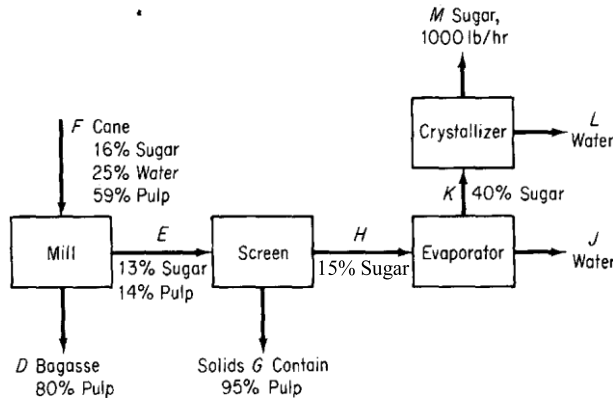 M Sugar,
1000 lb/hr
F Cane
16% Sugar
25% Water
59% Pulp
Crystallizer
L
Water
K 40% Sugar
Mill
E
13% Sugar
14% Pulp
Screen
H
15% Sugar
Evaporator
J
Water
D Bagasse
80% Pulp
Solids G Contain
95% Pulp